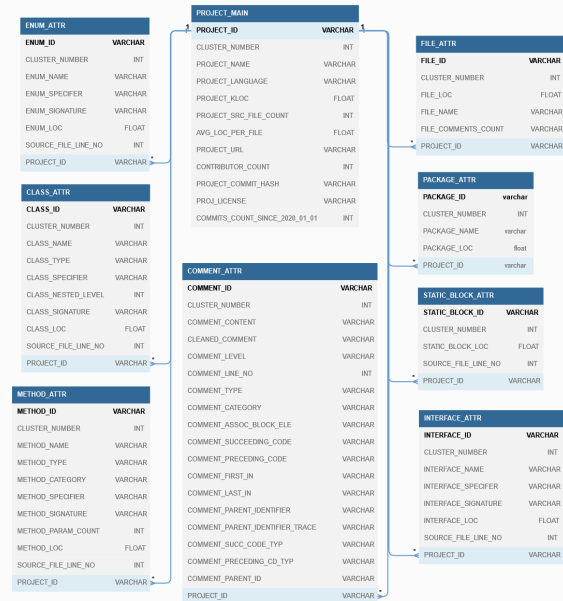 ENUM_ATTR
ENUM_ID VARCHAR
CLUSTER_NUMBER INT
ENUM_NAME VARCHAR
ENUM_SPECIFER VARCHAR
ENUM_SIGNATURE VARCHAR
ENUM_LOC FLOAT
SOURCE_FILE_LINE_NO INT
PROJECT_ID VARCHAR *
CLASS_ATTR
CLASS_ID VARCHAR
CLUSTER_NUMBER INT
CLASS_NAME VARCHAR
CLASS_TYPE VARCHAR
CLASS_SPECIFIER VARCHAR
CLASS_NESTED_LEVEL INT
CLASS_SIGNATURE VARCHAR
CLASS_LOC FLOAT
SOURCE_FILE_LINE_NO INT
PROJECT_ID VARCHAR *
METHOD_ATTR
METHOD_ID VARCHAR
CLUSTER_NUMBER INT
METHOD_NAME VARCHAR
METHOD_TYPE VARCHAR
METHOD_CATEGORY VARCHAR
METHOD_SPECIFIER VARCHAR
METHOD_SIGNATURE VARCHAR
METHOD_PARAM_COUNT INT
METHOD_LOC FLOAT
SOURCE_FILE_LINE_NO INT
PROJECT_ID VARCHAR *
PROJECT_MAIN
1 PROJECT_ID VARCHAR 1
CLUSTER_NUMBER INT
PROJECT_NAME VARCHAR
PROJECT_LANGUAGE VARCHAR
PROJECT_KLOC FLOAT
PROJECT_SRC_FILE_COUNT INT
AVG_LOC_PER_FILE FLOAT
PROJECT_URL VARCHAR
CONTRIBUTOR_COUNT INT
PROJECT_COMMIT_HASH VARCHAR
PROJ_LICENSE VARCHAR
COMMITS_COUNT_SINCE_2020_01_01 INT
COMMENT_ATTR
COMMENT_ID VARCHAR
CLUSTER_NUMBER INT
COMMENT_CONTENT VARCHAR
CLEANED_COMMENT VARCHAR
COMMENT_LEVEL VARCHAR
COMMENT_LINE_NO INT
COMMENT_TYPE VARCHAR
COMMENT_CATEGORY VARCHAR
COMMENT_ASSOC_BLOCK_ELE VARCHAR
COMMENT_SUCCEEDING_CODE VARCHAR
COMMENT_PRECEDING_CODE VARCHAR
COMMENT_FIRST_IN VARCHAR
COMMENT_LAST_IN VARCHAR
COMMENT_PARENT_IDENTIFIER VARCHAR
COMMENT_PARENT_IDENTIFIER_TRACE VARCHAR
COMMENT_SUCC_CODE_TYP VARCHAR
COMMENT_PRECEDING_CD_TYP VARCHAR
COMMENT_PARENT_ID VARCHAR
PROJECT_ID VARCHAR *
FILE_ATTR
FILE_ID VARCHAR
CLUSTER_NUMBER INT
FILE_LOC FLOAT
FILE_NAME VARCHAR
FILE_COMMENTS_COUNT VARCHAR
* PROJECT_ID VARCHAR
PACKAGE_ATTR
PACKAGE_ID varchar
CLUSTER_NUMBER INT
PACKAGE_NAME varchar
PACKAGE_LOC float
* PROJECT_ID varchar
STATIC_BLOCK_ATTR
STATIC_BLOCK_ID VARCHAR
CLUSTER_NUMBER INT
STATIC_BLOCK_LOC FLOAT
SOURCE_FILE_LINE_NO INT
* PROJECT_ID VARCHAR
INTERFACE_ATTR
INTERFACE_ID VARCHAR
CLUSTER_NUMBER INT
INTERFACE_NAME VARCHAR
INTERFACE_SPECIFER VARCHAR
INTERFACE_SIGNATURE VARCHAR
INTERFACE_LOC FLOAT
SOURCE_FILE_LINE_NO INT
* PROJECT_ID VARCHAR